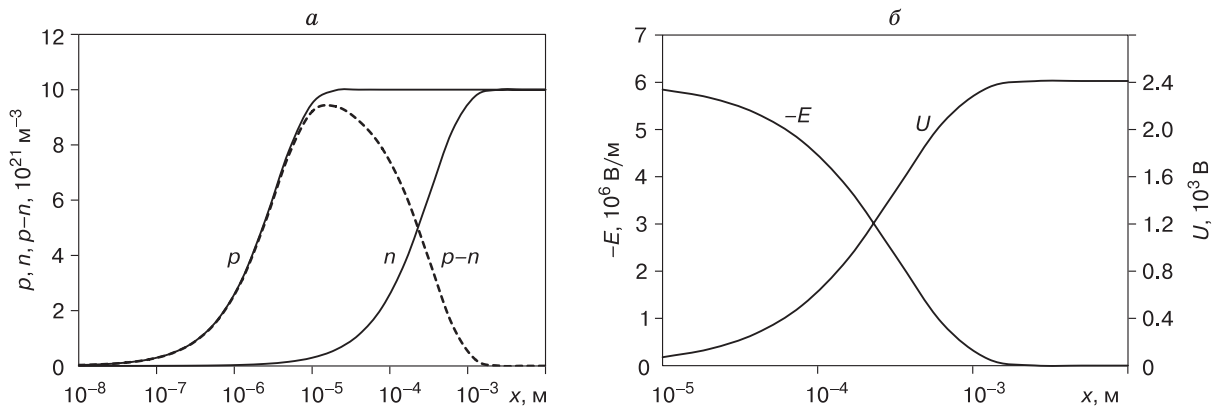 а
p, n, p–n, 10²¹ м⁻³
12
10
8
6
4
2
0
p
n
p–n
10⁻⁸
10⁻⁷
10⁻⁶
10⁻⁵
10⁻⁴
10⁻³
x, м
б
–E, 10⁶ В/м
7
6
5
4
3
2
1
0
–E
U
2.4
2.0
1.6
1.2
0.8
0.4
0
U, 10³ В
10⁻⁵
10⁻⁴
10⁻³
x, м